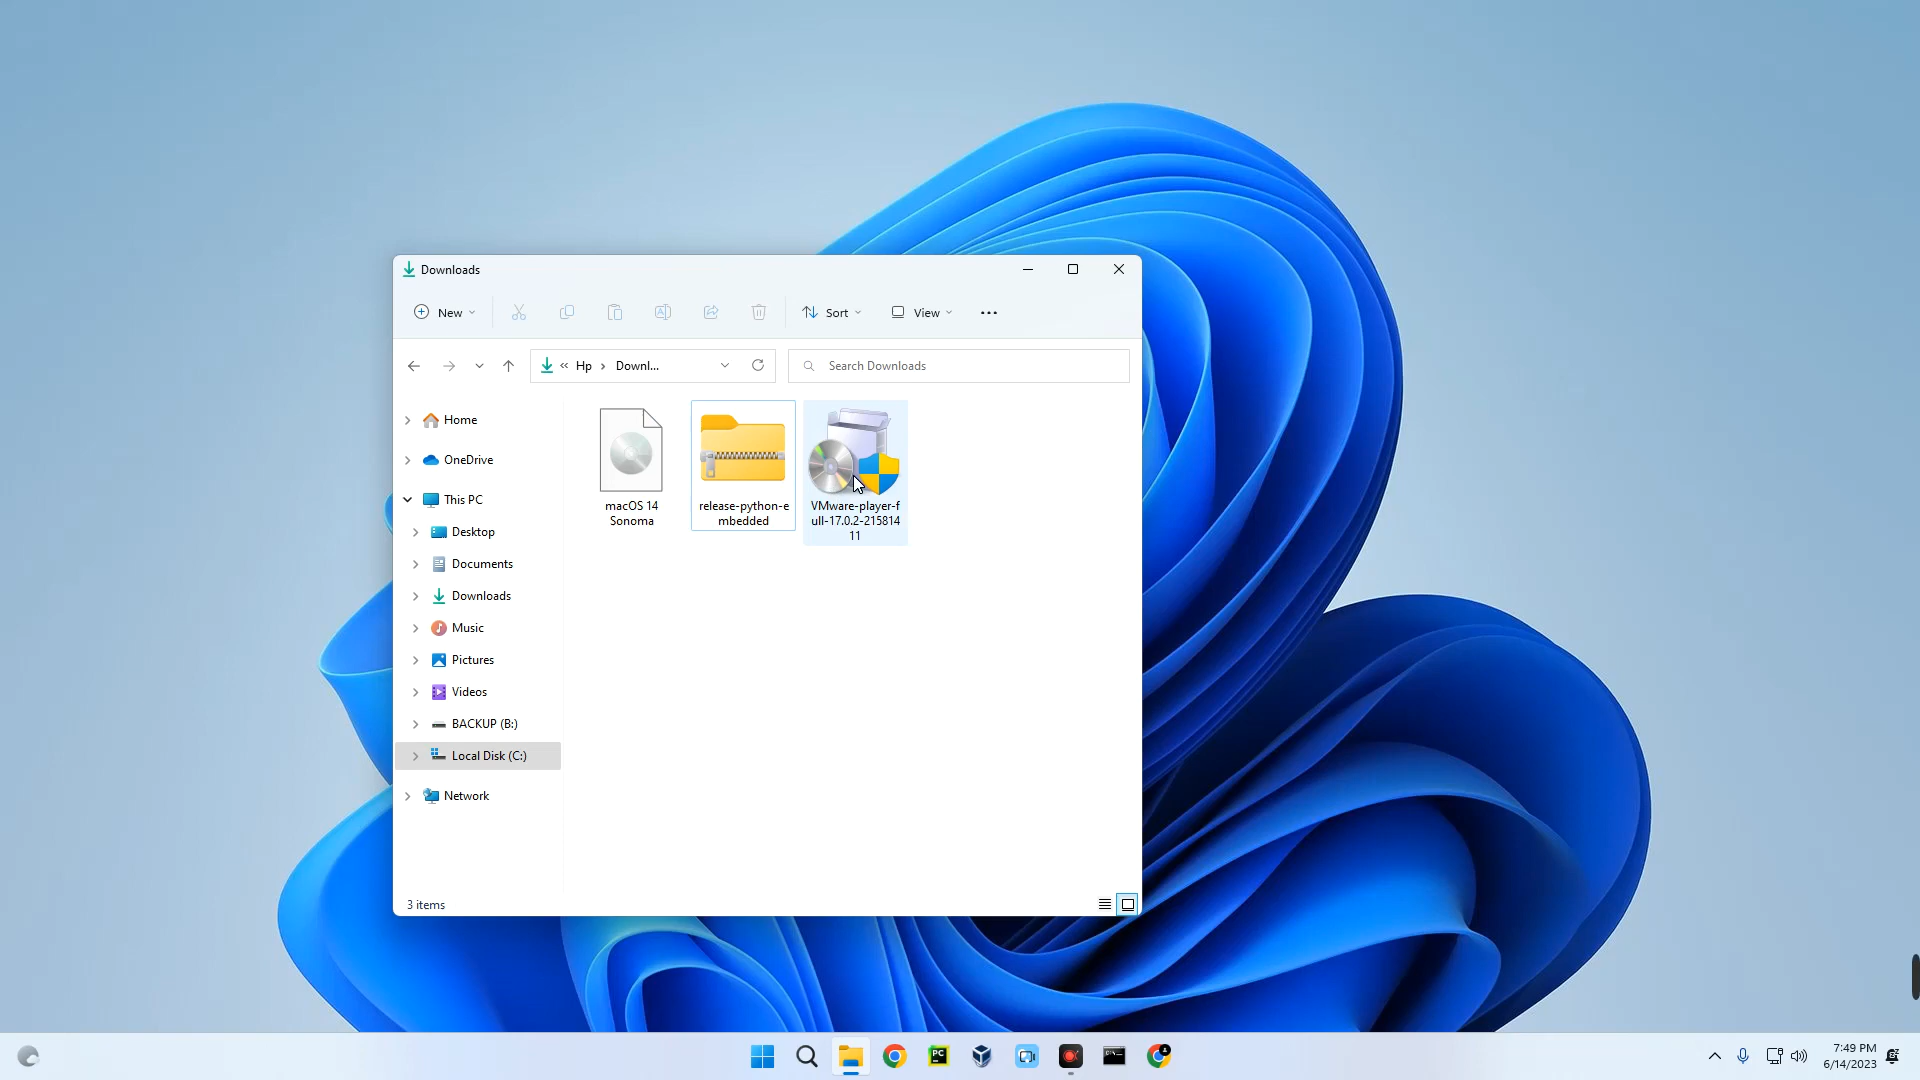 Downloads
New
Sort
View
« Hp > Downl...
Search Downloads
Home
OneDrive
This PC
Desktop
Documents
Downloads
Music
Pictures
Videos
BACKUP (B:)
Local Disk (C:)
Network
macOS 14
Sonoma
release-python-e
mbedded
VMware-player-f
ull-17.0.2-215814
11
3 items
PC
7:49 PM
6/14/2023